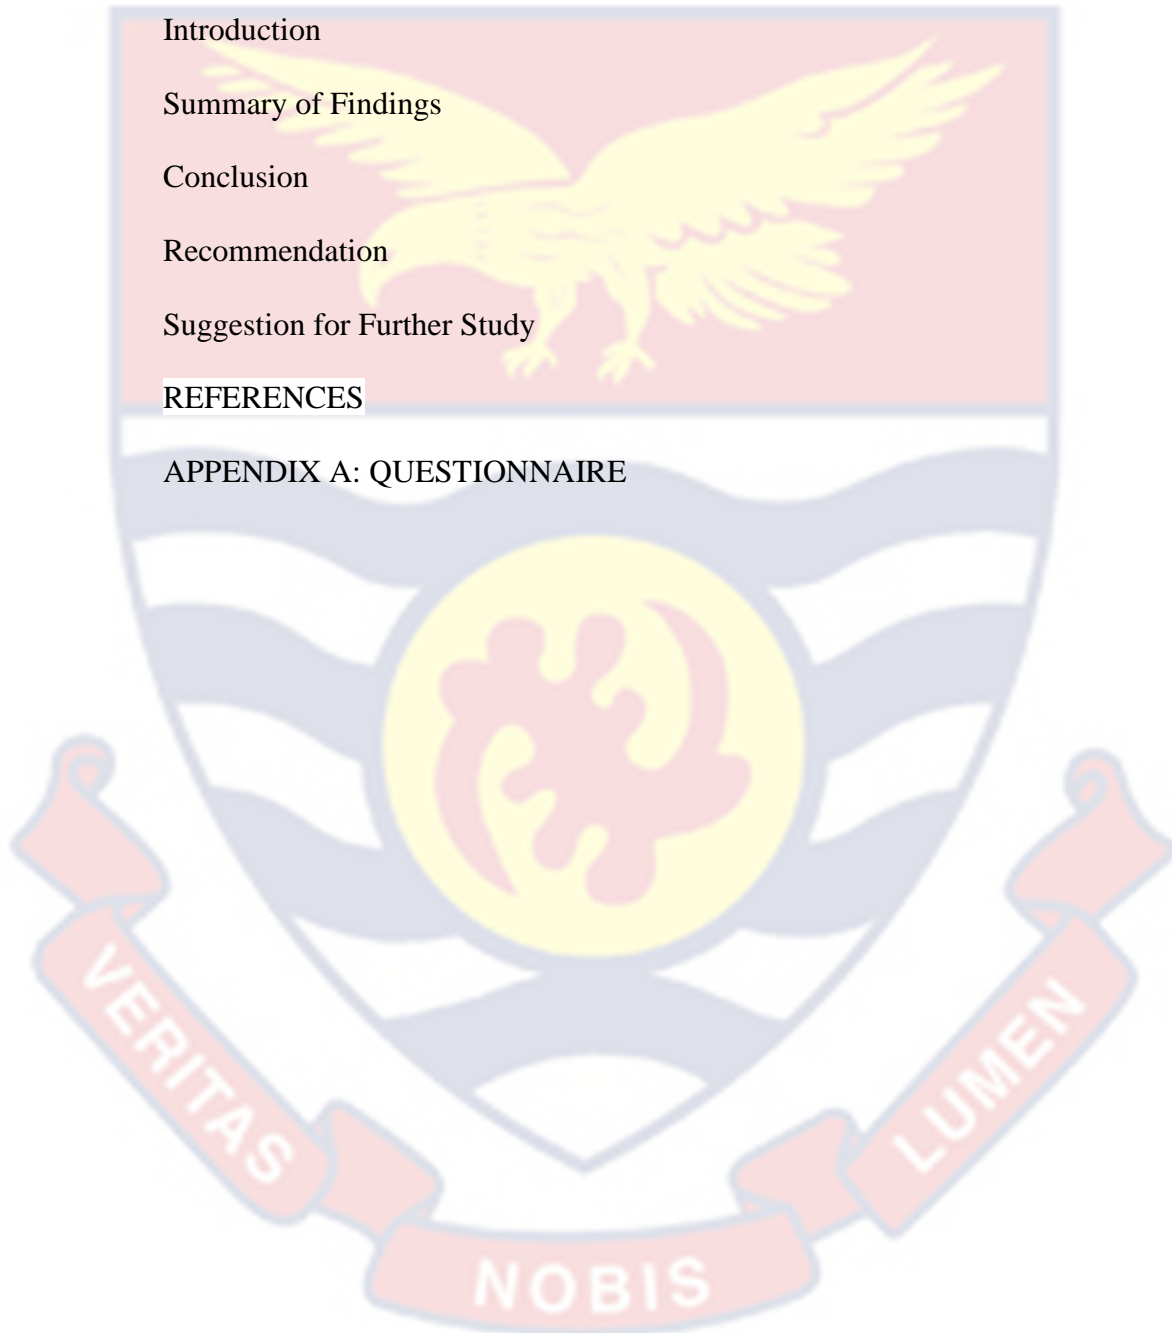 Introduction
Summary of Findings
Conclusion
Recommendation
Suggestion for Further Study
REFERENCES
APPENDIX A: QUESTIONNAIRE
VERITAS
NOBIS
LUMEN